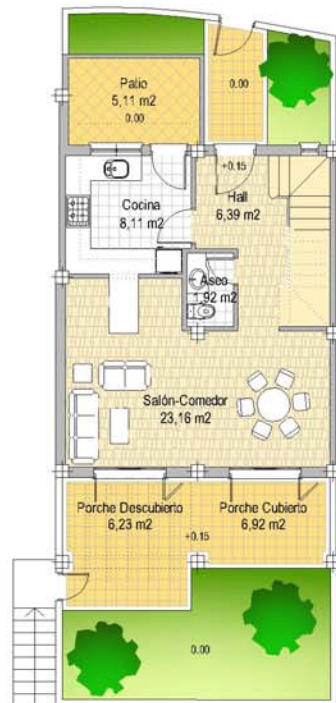 Patio
5,11 m2
0.00
0.00
+0.15
Hall
6,39 m2
Cocina
8,11 m2
Aseo
1,92 m2
Salón-Comedor
23,16 m2
Porche Descubierto
6,23 m2
Porche Cubierto
6,92 m2
+0.15
0.00